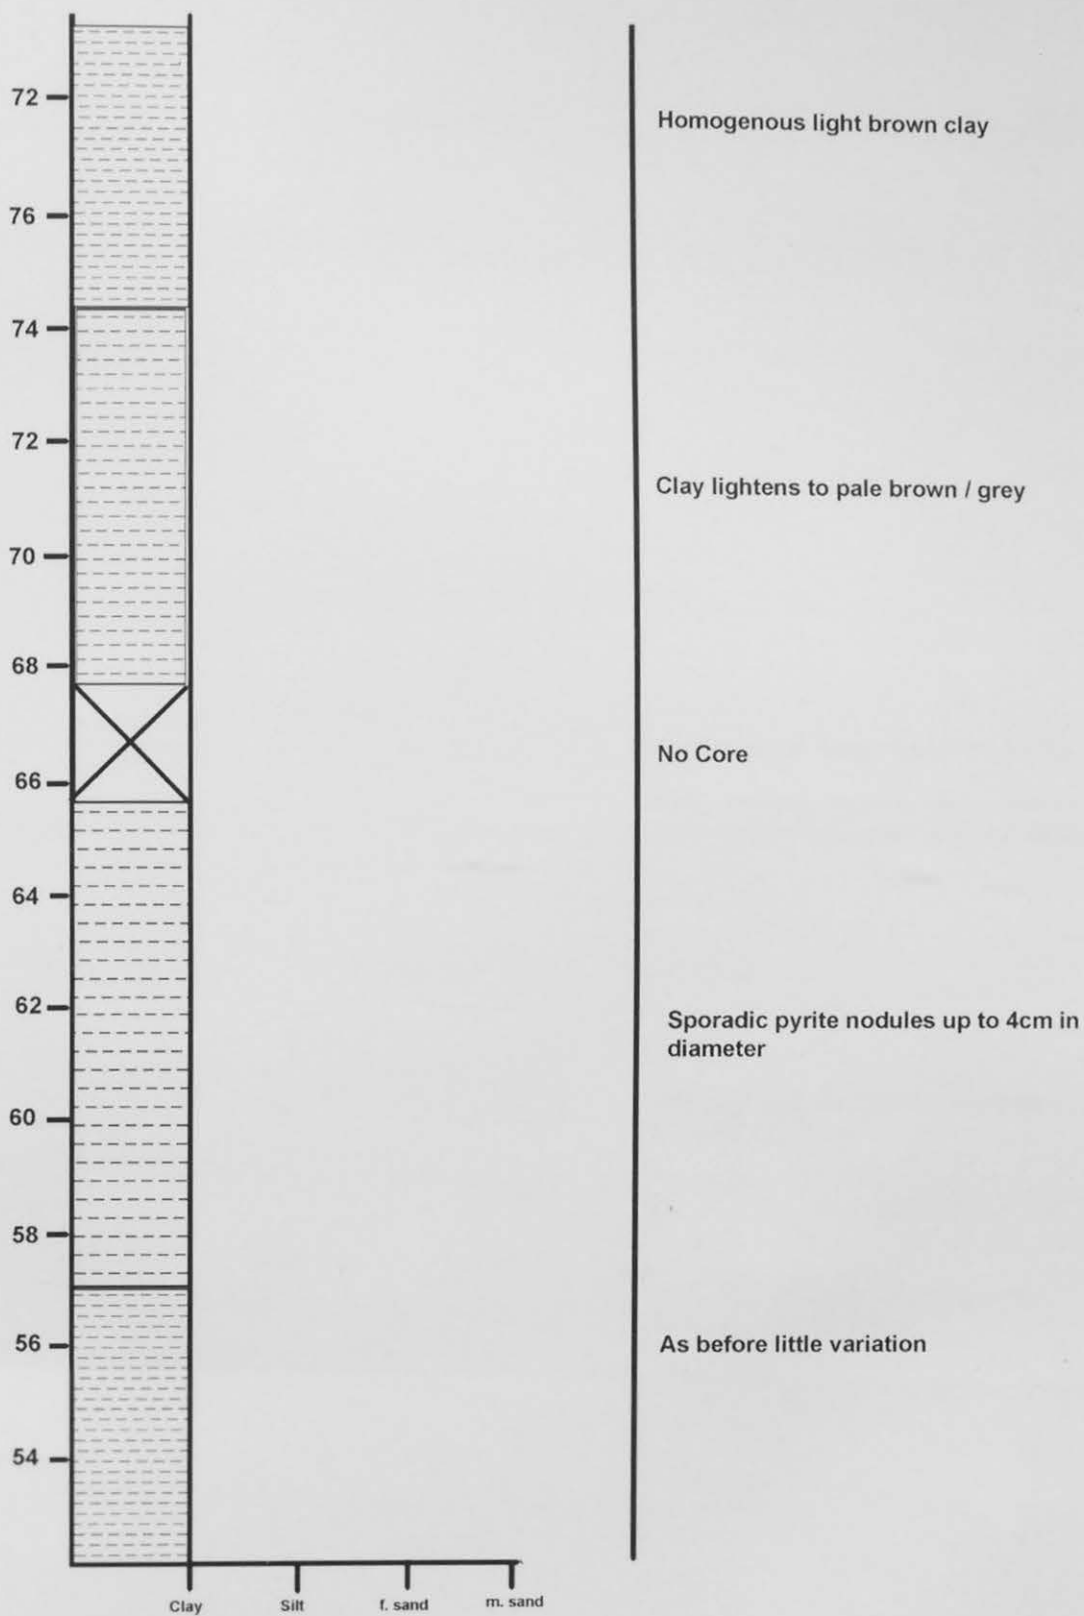 72
Homogenous light brown clay
76
74
72
Clay lightens to pale brown / grey
70
68
No Core
66
64
62
Sporadic pyrite nodules up to 4cm in
diameter
60
58
56
As before little variation
54
Clay Silt f. sand m. sand